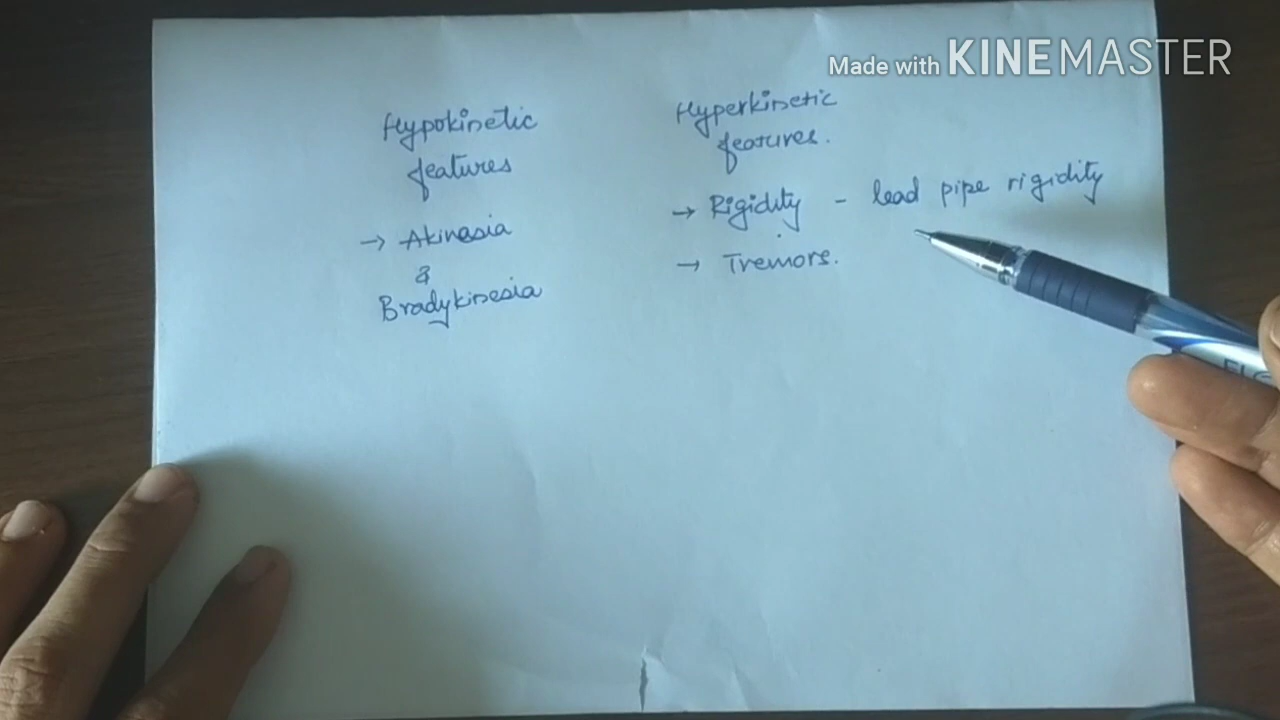 Made with KINEMASTER
Hypokinetic
features
→ Akinesia
&
Bradykinesia
Hyperkinetic
features.
→ Rigidity - lead pipe rigidity
→ Tremors.